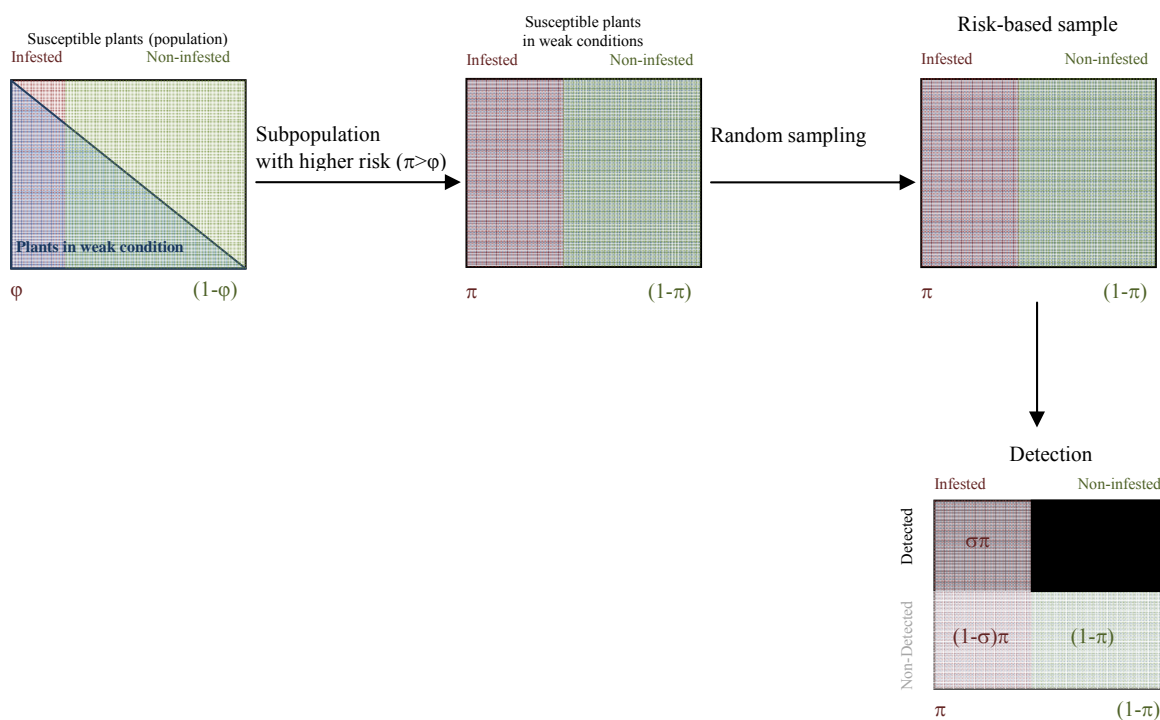 Susceptible plants (population)
Infested Non-infested
Plants in weak condition
φ (1-φ)
Subpopulation
with higher risk (π>φ)
Susceptible plants
in weak conditions
Infested Non-infested
π (1-π)
Random sampling
Risk-based sample
Infested Non-infested
π (1-π)
Detection
Infested Non-infested
Detected
σπ
Non-Detected
(1-σ)π (1-π)
π (1-π)